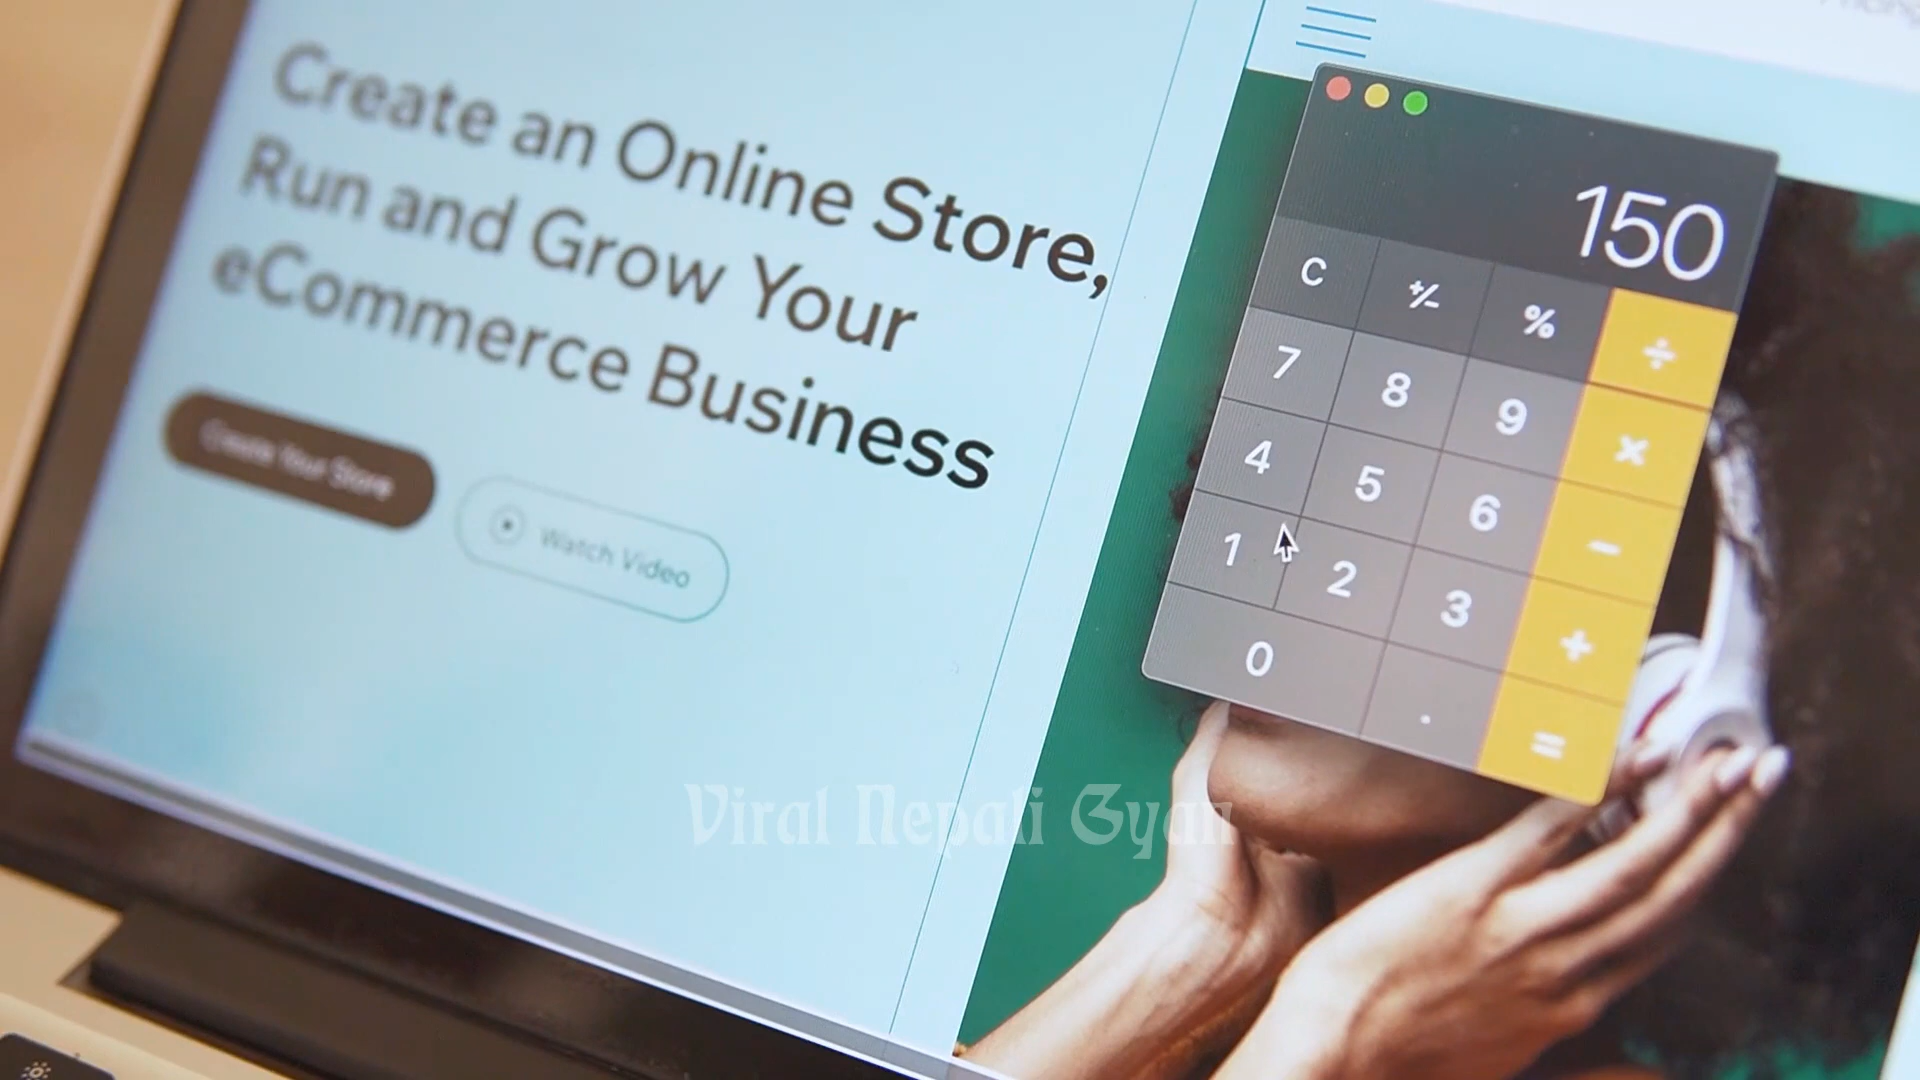 Create an Online Store,
Run and Grow Your
eCommerce Business
Create Your Store
Watch Video
150
C +/- % ÷
7 8 9 ×
4 5 6 −
1 2 3 +
0 . =
Viral Nepali Gyan